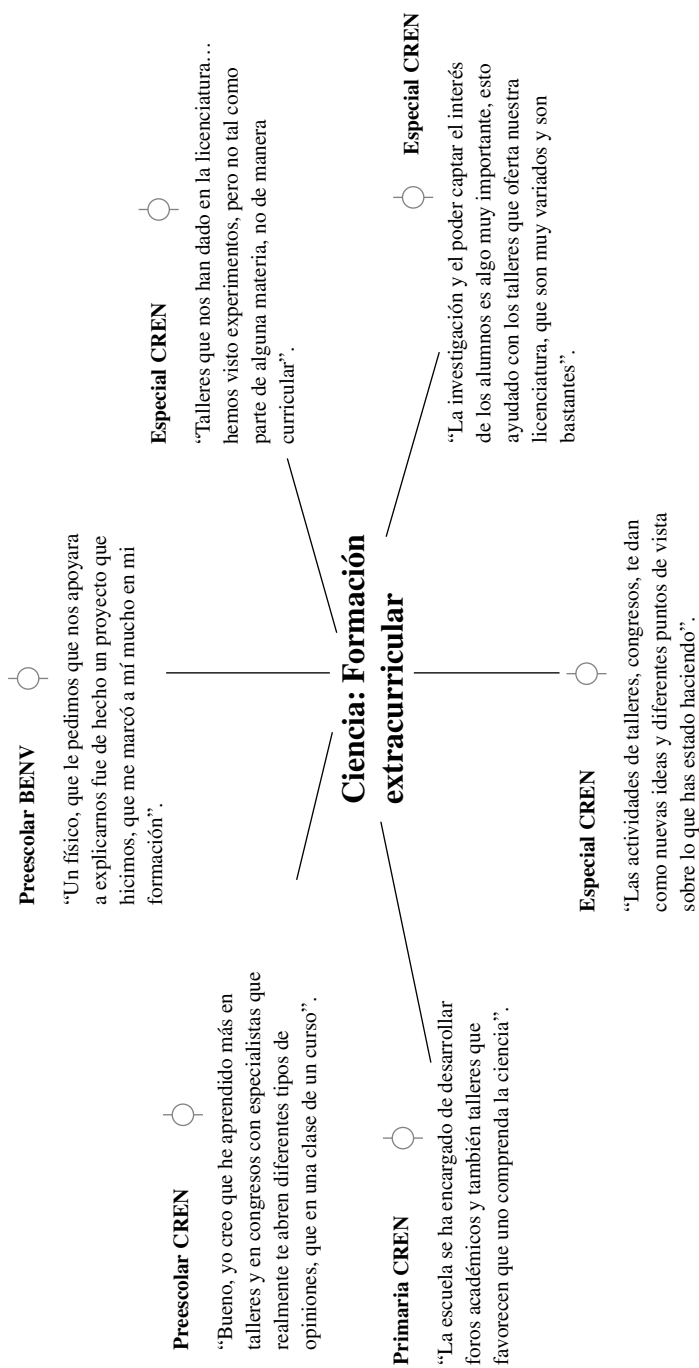 Preescolar BENV
“Un físico, que le pedimos que nos apoyara
a explicarnos fue de hecho un proyecto que
hicimos, que me marcó a mí mucho en mi
formación”.
Preescolar CREN
“Bueno, yo creo que he aprendido más en
talleres y en congresos con especialistas que
realmente te abren diferentes tipos de
opiniones, que en una clase de un curso”.
Especial CREN
“Talleres que nos han dado en la licenciatura…
hemos visto experimentos, pero no tal como
parte de alguna materia, no de manera
curricular”.
Ciencia: Formación
extracurricular
Primaria CREN
“La escuela se ha encargado de desarrollar
foros académicos y también talleres que
favorecen que uno comprenda la ciencia”.
Especial CREN
“La investigación y el poder captar el interés
de los alumnos es algo muy importante, esto
ayudado con los talleres que oferta nuestra
licenciatura, que son muy variados y son
bastantes”.
Especial CREN
“Las actividades de talleres, congresos, te dan
como nuevas ideas y diferentes puntos de vista
sobre lo que has estado haciendo”.